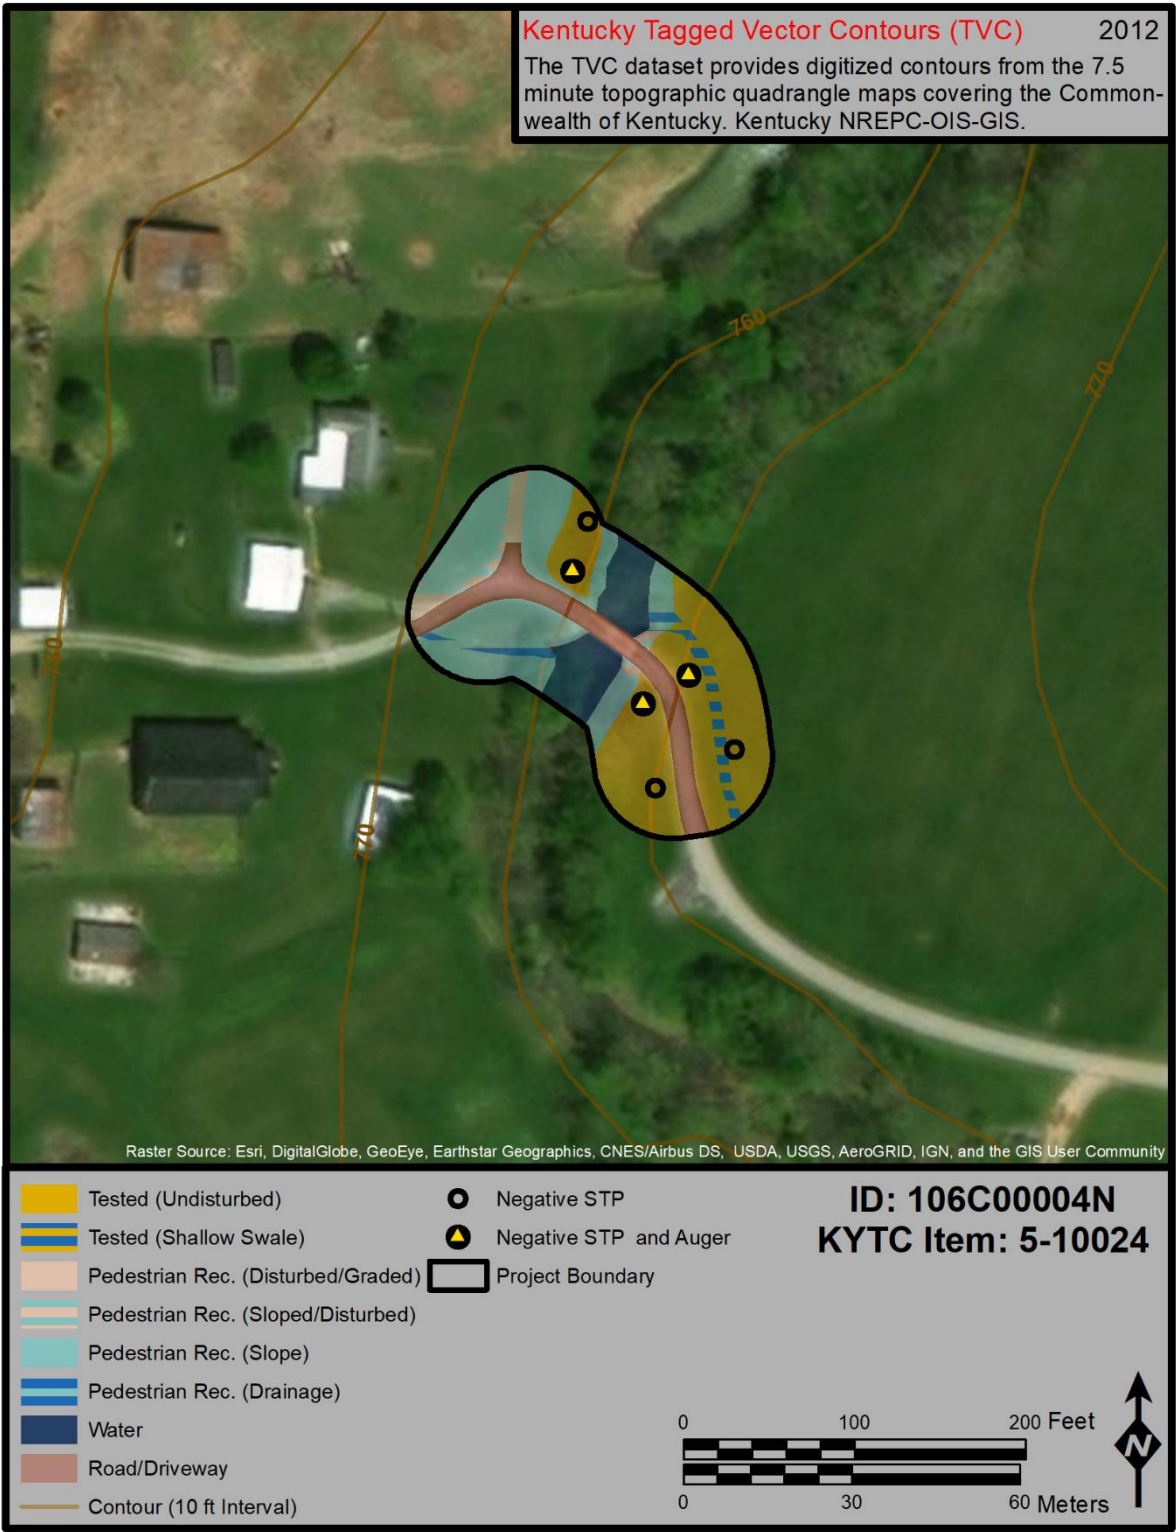 Kentucky Tagged Vector Contours (TVC) 2012
The TVC dataset provides digitized contours from the 7.5
minute topographic quadrangle maps covering the Common-
wealth of Kentucky. Kentucky NREPC-OIS-GIS.
760
770
780
770
Raster Source: Esri, DigitalGlobe, GeoEye, Earthstar Geographics, CNES/Airbus DS, USDA, USGS, AeroGRID, IGN, and the GIS User Community
Tested (Undisturbed)
Tested (Shallow Swale)
Pedestrian Rec. (Disturbed/Graded)
Pedestrian Rec. (Sloped/Disturbed)
Pedestrian Rec. (Slope)
Pedestrian Rec. (Drainage)
Water
Road/Driveway
Contour (10 ft Interval)
Negative STP
Negative STP and Auger
Project Boundary
ID: 106C00004N
KYTC Item: 5-10024
0 100 200 Feet
0 30 60 Meters
N